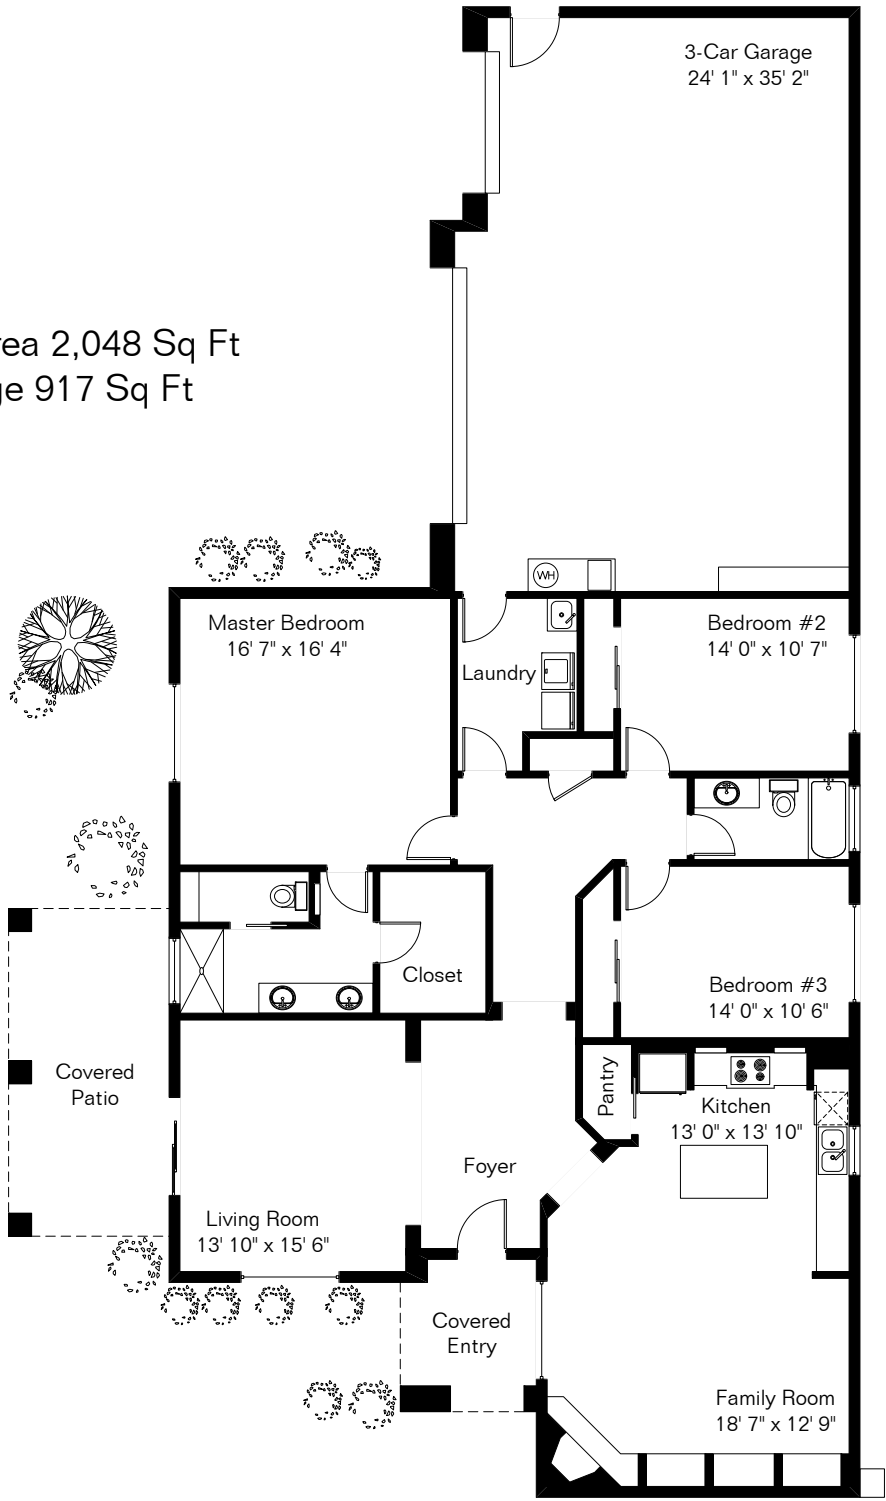 3-Car Garage
24' 1" x 35' 2"
2,048 Sq Ft
917 Sq Ft
WH
Master Bedroom
16' 7" x 16' 4"
Laundry
Bedroom #2
14' 0" x 10' 7"
Closet
Bedroom #3
14' 0" x 10' 6"
Covered
Patio
Pantry
Kitchen
13' 0" x 13' 10"
Foyer
Living Room
13' 10" x 15' 6"
Covered
Entry
Family Room
18' 7" x 12' 9"